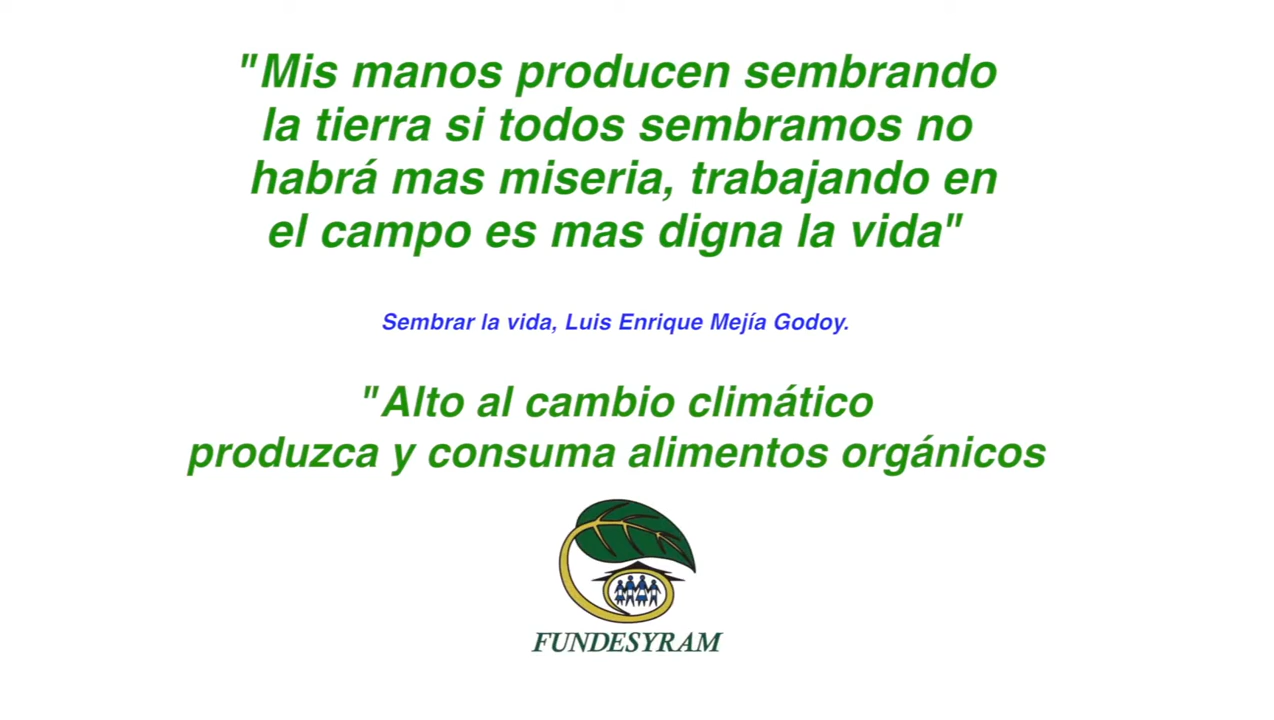 "Mis manos producen sembrando
la tierra si todos sembramos no
habrá mas miseria, trabajando en
el campo es mas digna la vida"
Sembrar la vida, Luis Enrique Mejía Godoy.
"Alto al cambio climático
produzca y consuma alimentos orgánicos
FUNDESYRAM